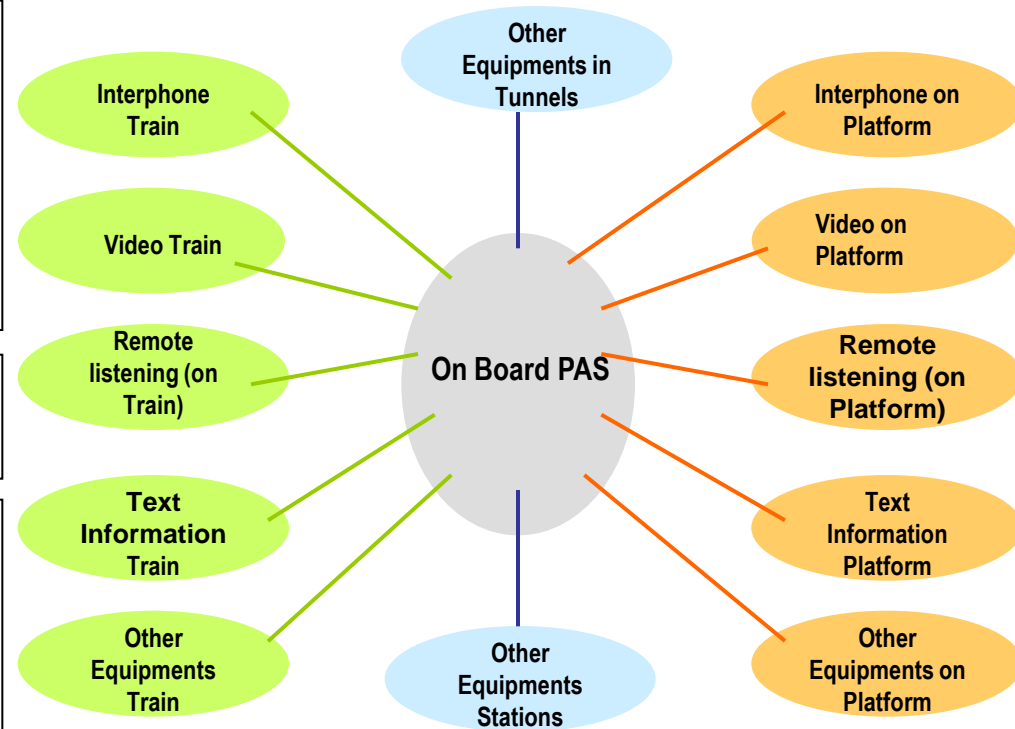 Other
Equipments in
Tunnels
Interphone
Train
Interphone on
Platform
Video Train
Video on
Platform
Remote
listening (on
Train)
On Board PAS
Remote
listening (on
Platform)
Text
Information
Train
Text
Information
Platform
Other
Equipments
Train
Other
Equipments
Stations
Other
Equipments on
Platform